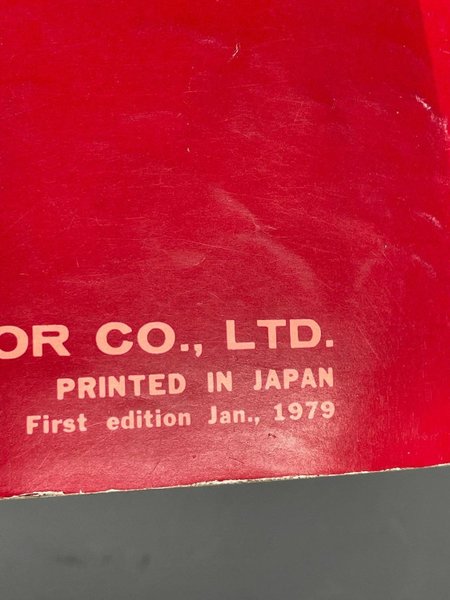 OR CO., LTD.
PRINTED IN JAPAN
First edition Jan., 1979